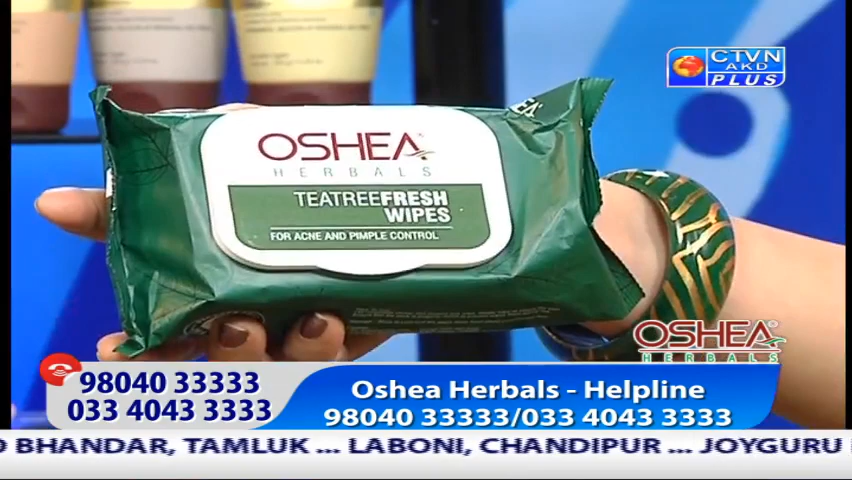 CTVN
AKD
PLUS
OSHEA
HERBALS
TEATREEFRESH
WIPES
FOR ACNE AND PIMPLE CONTROL
OSHEA
HERBALS
98040 33333
033 4043 3333
Oshea Herbals - Helpline
98040 33333/033 4043 3333
BHANDAR, TAMLUK ... LABONI, CHANDIPUR ... JOYGURU